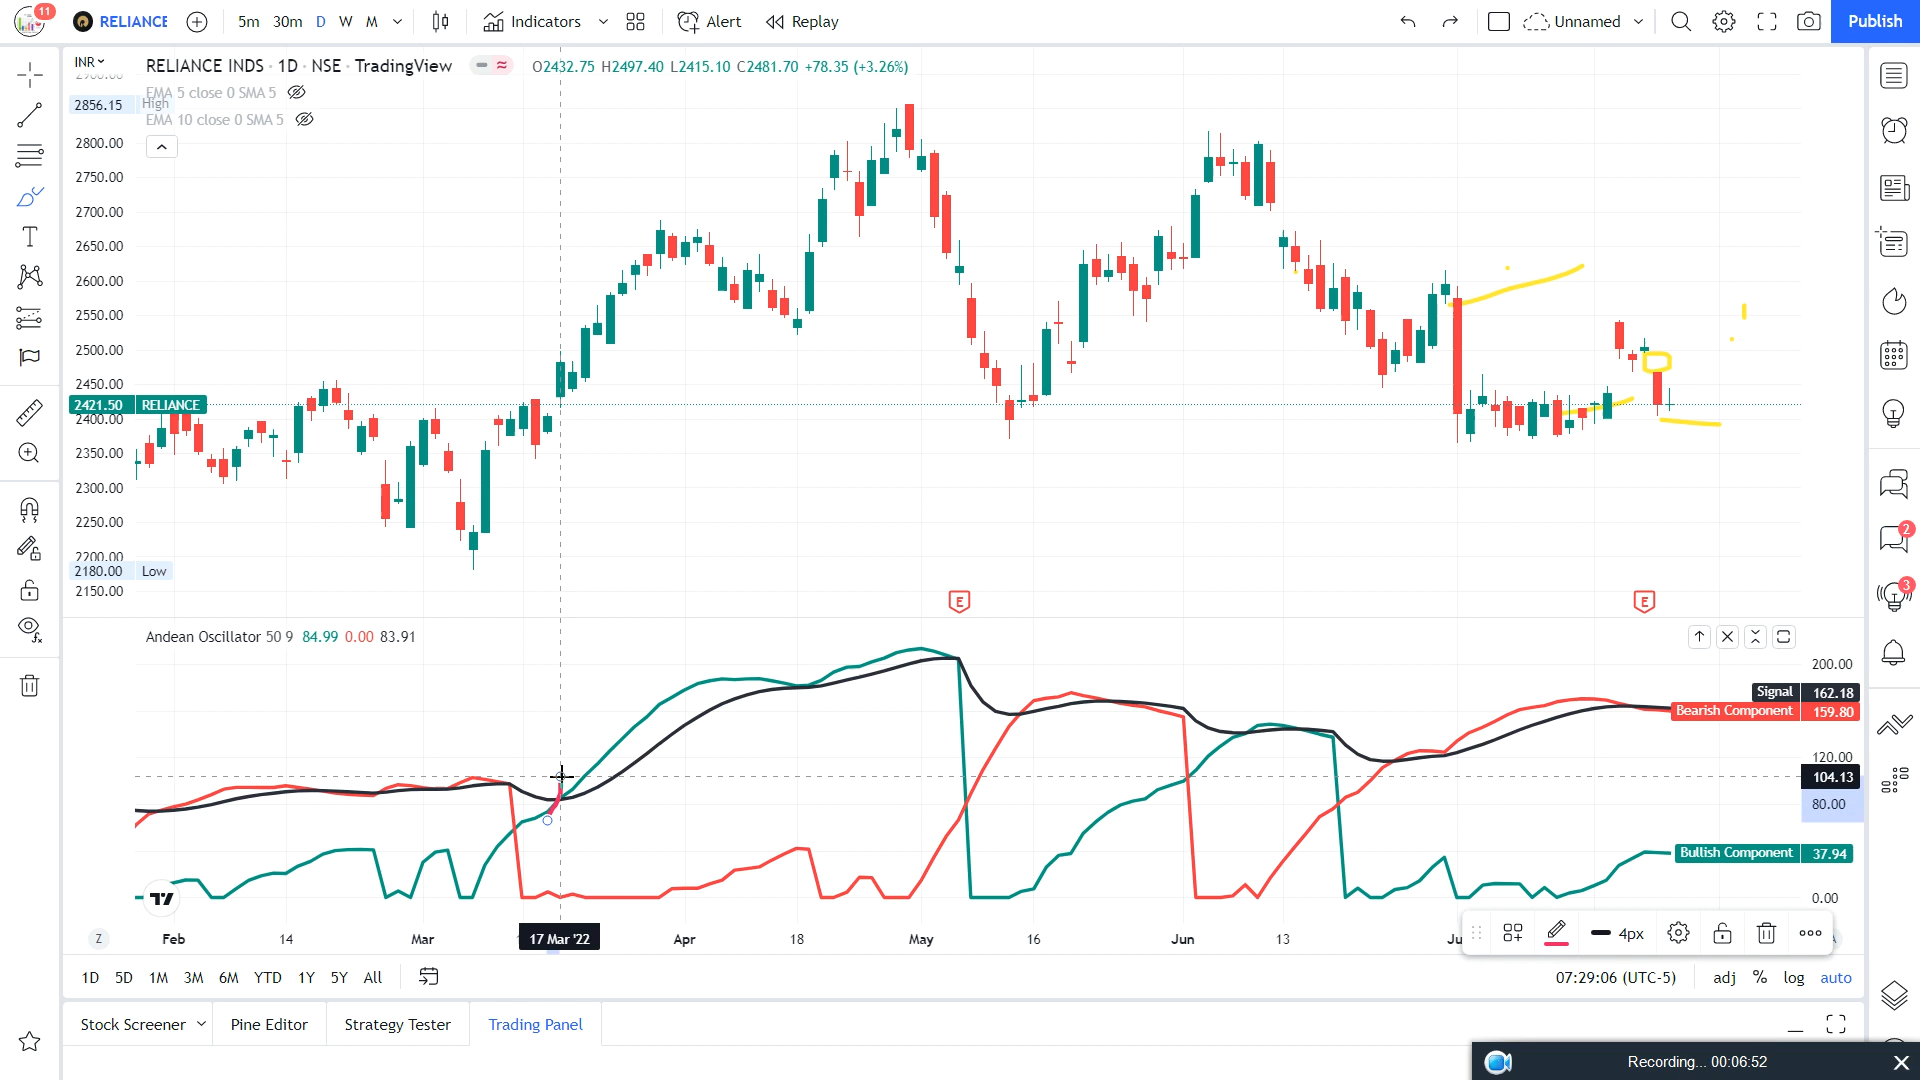 11
RELIANCE
5m 30m D W M
Indicators
Alert
Replay
Unnamed
Publish
INR
RELIANCE INDS · 1D · NSE · TradingView
O2432.75 H2497.40 L2415.10 C2481.70 +78.35 (+3.26%)
EMA 5 close 0 SMA 5
2856.15 High
EMA 10 close 0 SMA 5
2800.00
2750.00
2700.00
2650.00
2600.00
2550.00
2500.00
2450.00
2421.50 RELIANCE
2400.00
2350.00
2300.00
2250.00
2200.00
2180.00 Low
2150.00
E E
Andean Oscillator 50 9 84.99 0.00 83.91
200.00
Signal 162.18
Bearish Component 159.80
120.00
104.13
80.00
Bullish Component 37.94
0.00
Z Feb 14 Mar 17 Mar '22 Apr 18 May 16 Jun 13
4px
1D 5D 1M 3M 6M YTD 1Y 5Y All
07:29:06 (UTC-5) adj % log auto
Stock Screener Pine Editor Strategy Tester Trading Panel
2
3
Recording... 00:06:52